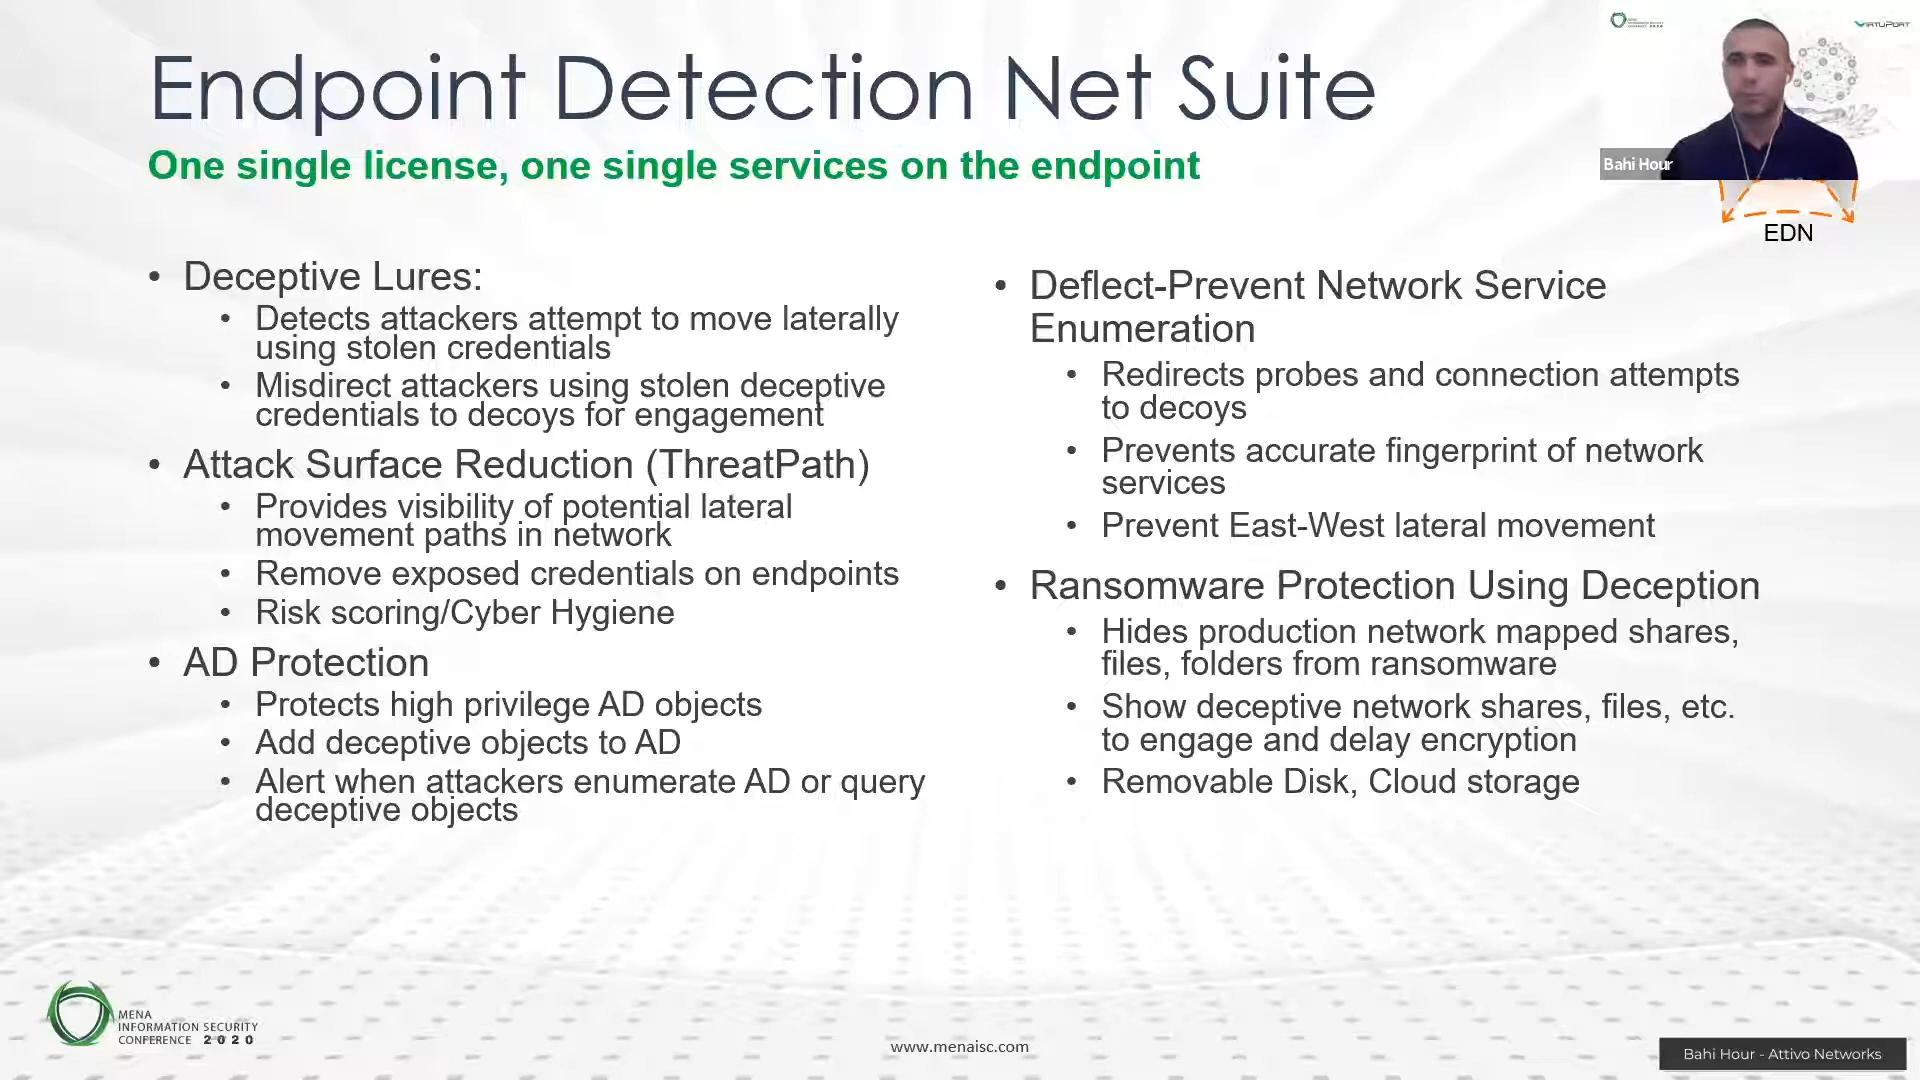 Endpoint Detection Net Suite
One single license, one single services on the endpoint
VIRTUPORT
Bahi Hour
EDN
• Deceptive Lures:
• Detects attackers attempt to move laterally
using stolen credentials
• Misdirect attackers using stolen deceptive
credentials to decoys for engagement
• Attack Surface Reduction (ThreatPath)
• Provides visibility of potential lateral
movement paths in network
• Remove exposed credentials on endpoints
• Risk scoring/Cyber Hygiene
• AD Protection
• Protects high privilege AD objects
• Add deceptive objects to AD
• Alert when attackers enumerate AD or query
deceptive objects
• Deflect-Prevent Network Service
Enumeration
• Redirects probes and connection attempts
to decoys
• Prevents accurate fingerprint of network
services
• Prevent East-West lateral movement
• Ransomware Protection Using Deception
• Hides production network mapped shares,
files, folders from ransomware
• Show deceptive network shares, files, etc.
to engage and delay encryption
• Removable Disk, Cloud storage
MENA
INFORMATION SECURITY
CONFERENCE 2020
www.menaisc.com
Bahi Hour - Attivo Networks